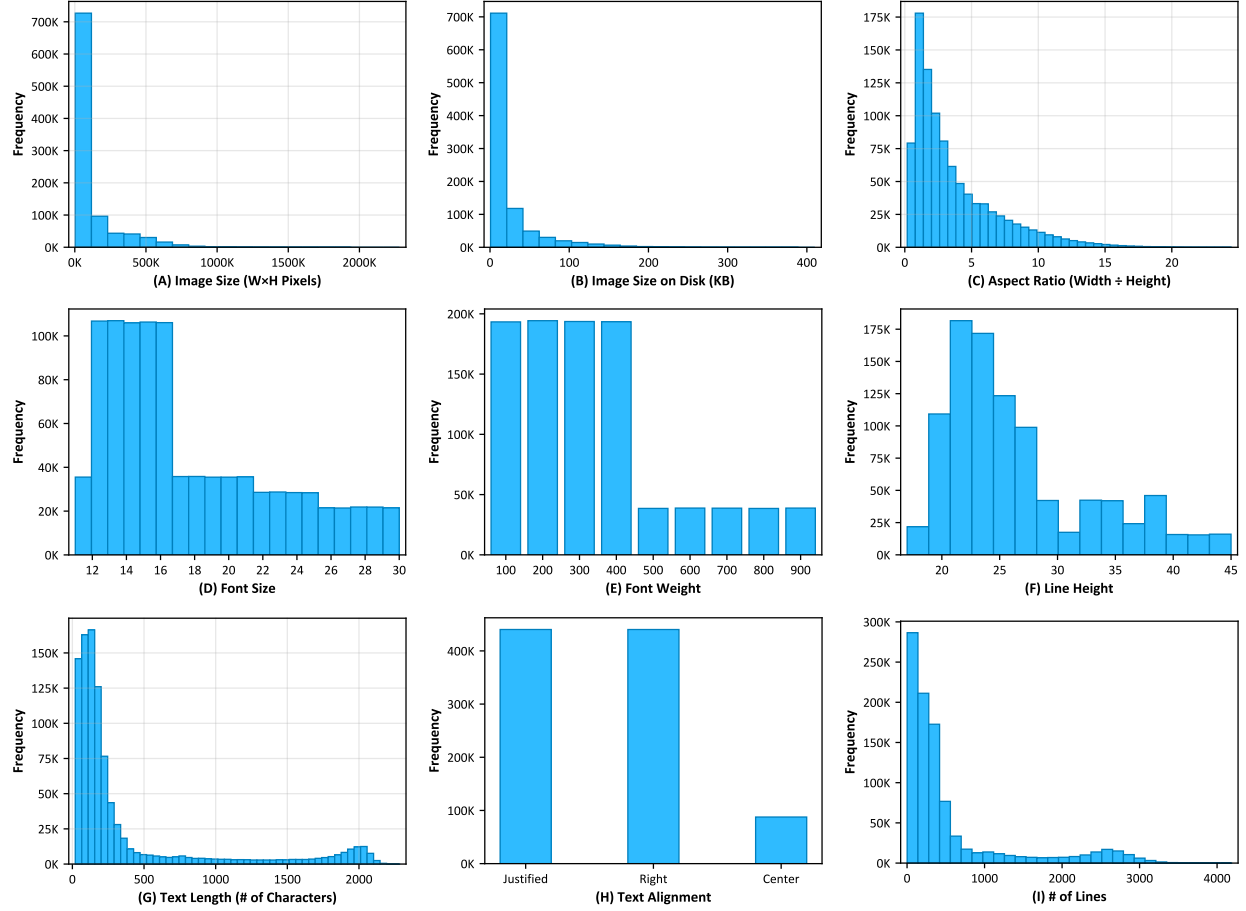 Frequency
700K
600K
500K
400K
300K
200K
100K
0K
0K 500K 1000K 1500K 2000K
(A) Image Size (W×H Pixels)
Frequency
700K
600K
500K
400K
300K
200K
100K
0K
0 100 200 300 400
(B) Image Size on Disk (KB)
Frequency
175K
150K
125K
100K
75K
50K
25K
0K
0 5 10 15 20
(C) Aspect Ratio (Width ÷ Height)
Frequency
100K
80K
60K
40K
20K
0K
12 14 16 18 20 22 24 26 28 30
(D) Font Size
Frequency
200K
150K
100K
50K
0K
100 200 300 400 500 600 700 800 900
(E) Font Weight
Frequency
175K
150K
125K
100K
75K
50K
25K
0K
20 25 30 35 40 45
(F) Line Height
Frequency
150K
125K
100K
75K
50K
25K
0K
0 500 1000 1500 2000
(G) Text Length (# of Characters)
Frequency
400K
300K
200K
100K
0K
Justified Right Center
(H) Text Alignment
Frequency
300K
250K
200K
150K
100K
50K
0K
0 1000 2000 3000 4000
(I) # of Lines